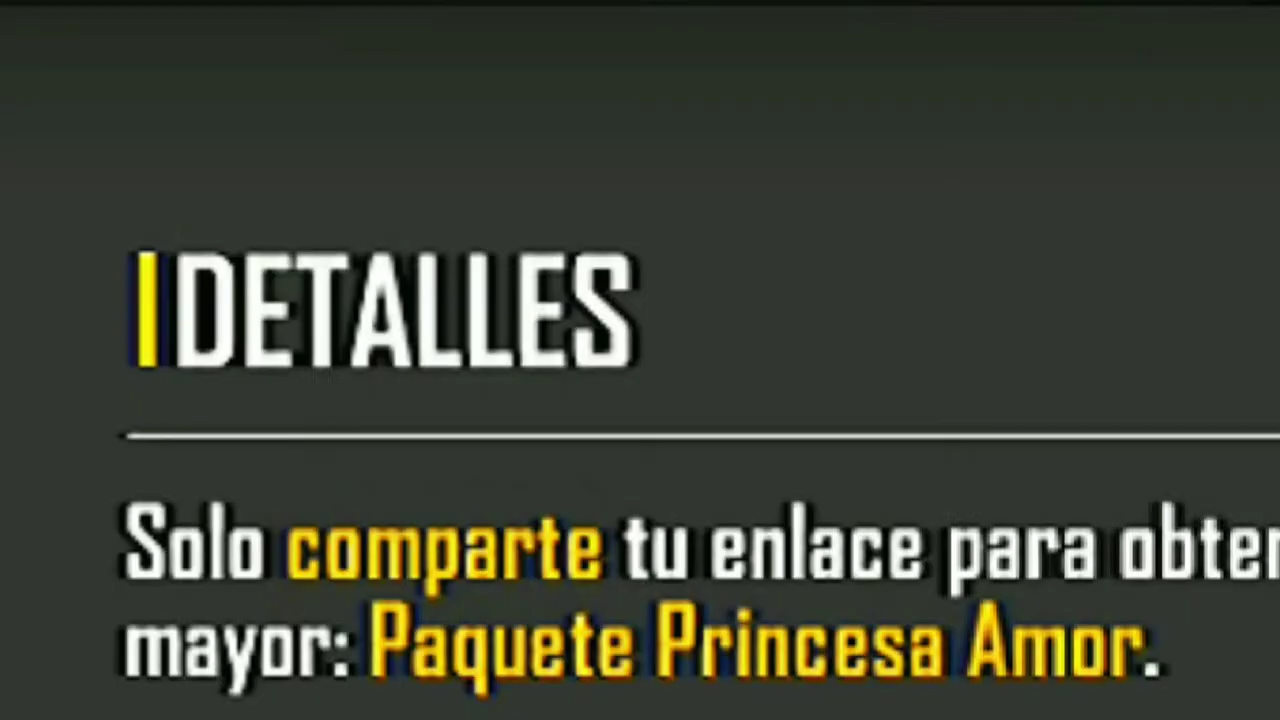 DETALLES
Solo comparte tu enlace para
mayor: Paquete Princesa Amor.